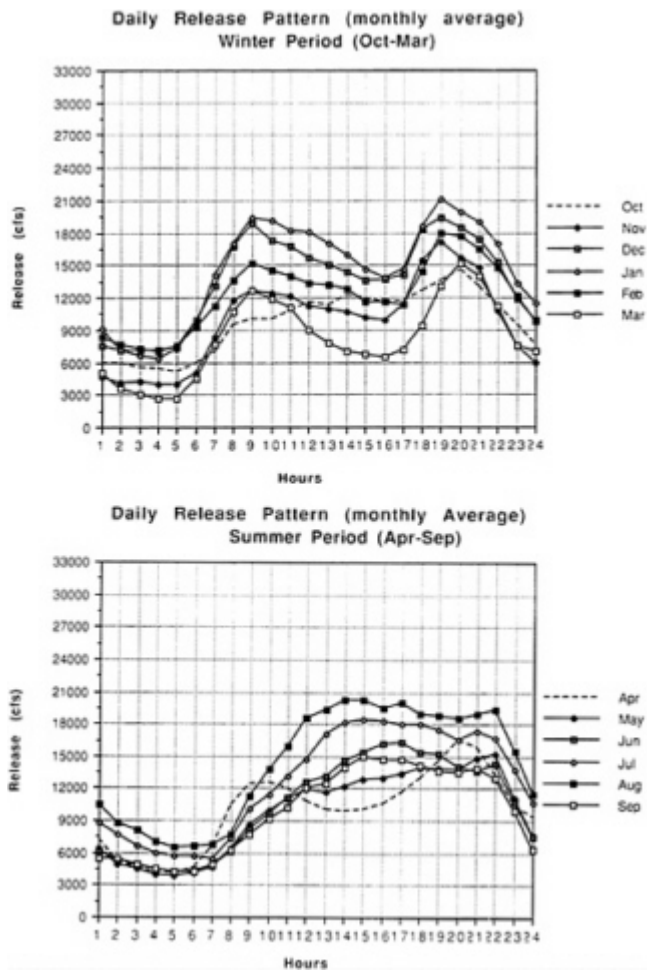 Daily Release Pattern (monthly average)
Winter Period (Oct-Mar)
33000
30000
27000
24000
21000
18000
15000
12000
9000
6000
3000
0
Release (cfs)
1 2 3 4 5 6 7 8 9 10 11 12 13 14 15 16 17 18 19 20 21 22 23 24
Hours
Oct
Nov
Dec
Jan
Feb
Mar
Daily Release Pattern (monthly Average)
Summer Period (Apr-Sep)
33000
30000
27000
24000
21000
18000
15000
12000
9000
6000
3000
0
Release (cfs)
1 2 3 4 5 6 7 8 9 10 11 12 13 14 15 16 17 18 19 20 21 22 23 24
Hours
Apr
May
Jun
Jul
Aug
Sep